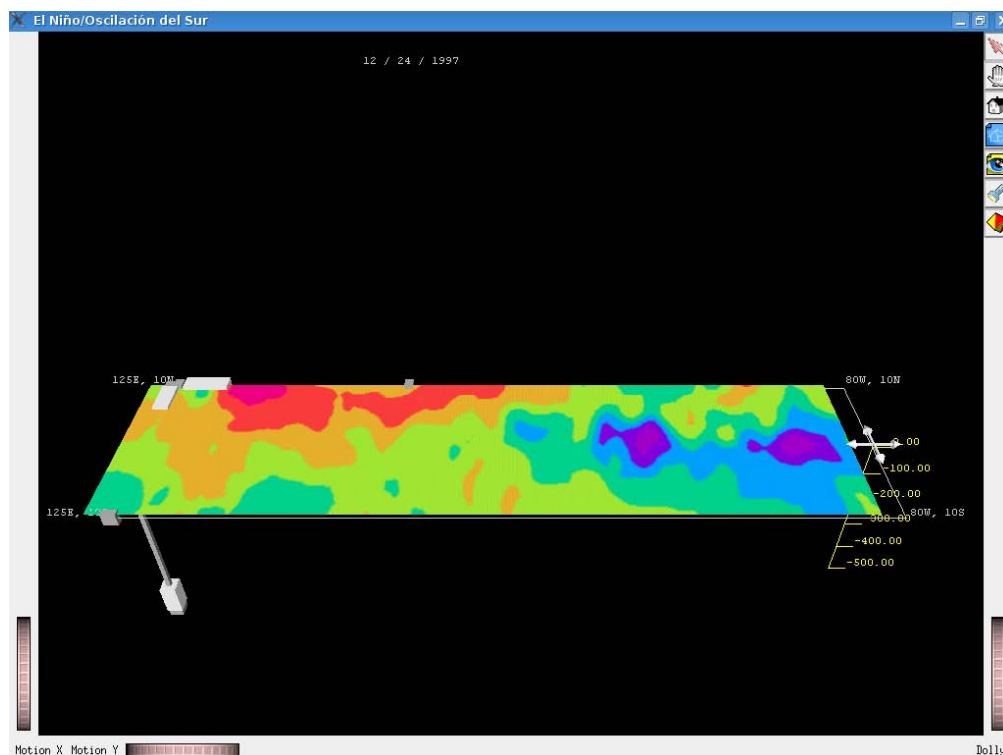 El Niño/Oscilación del Sur
12 / 24 / 1997
125E, 10N
80W, 10N
0.00
-100.00
-200.00
125E,
300.00
80W, 10S
-400.00
-500.00
Motion X Motion Y
Dolly